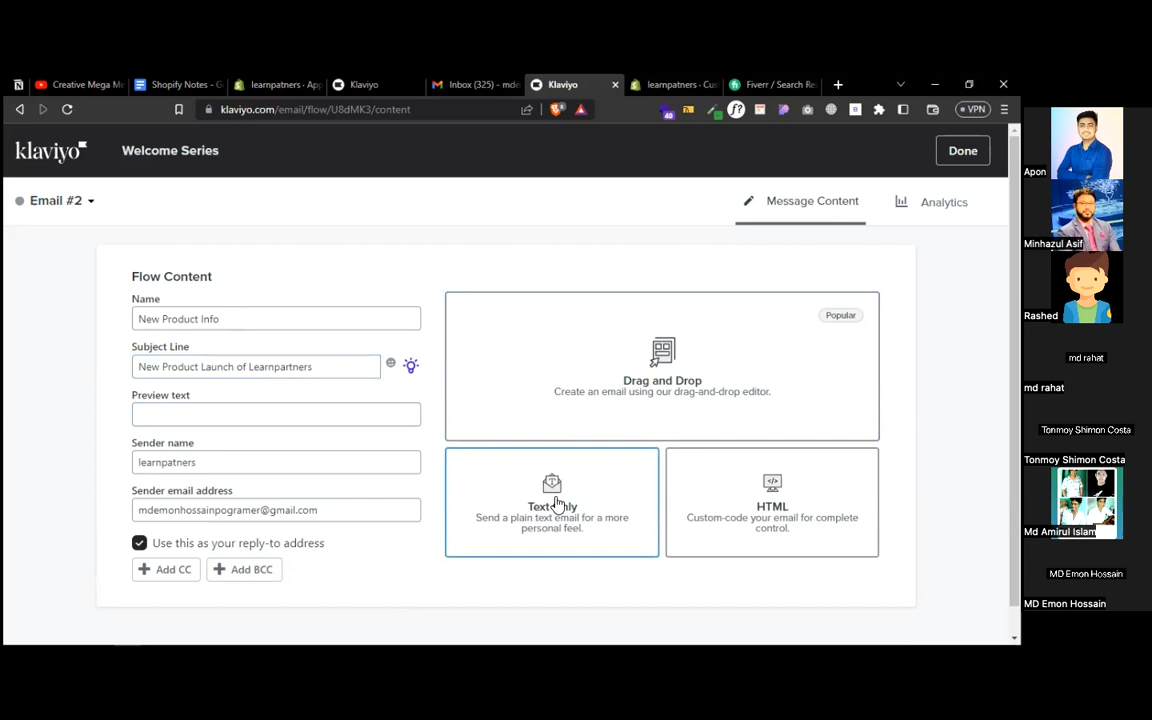 Creative Mega Me
Shopify Notes - G
learnpatners · App
Klaviyo
Inbox (325) - mde
Klaviyo
learnpatners · Cus
Fiverr / Search Re
klaviyo.com/email/flow/U8dMK3/content
40
f?
VPN
klaviyo
Welcome Series
Done
Email #2
Message Content
Analytics
Flow Content
Name
New Product Info
Subject Line
New Product Launch of Learnpartners
Preview text
Sender name
learnpatners
Sender email address
mdemonhossainpogramer@gmail.com
Use this as your reply-to address
Add CC
Add BCC
Popular
Drag and Drop
Create an email using our drag-and-drop editor.
Text only
Send a plain text email for a more
personal feel.
HTML
Custom-code your email for complete
control.
Apon
Minhazul Asif
Rashed
md rahat
md rahat
Tonmoy Shimon Costa
Tonmoy Shimon Costa
Md Amirul Islam
MD Emon Hossain
MD Emon Hossain